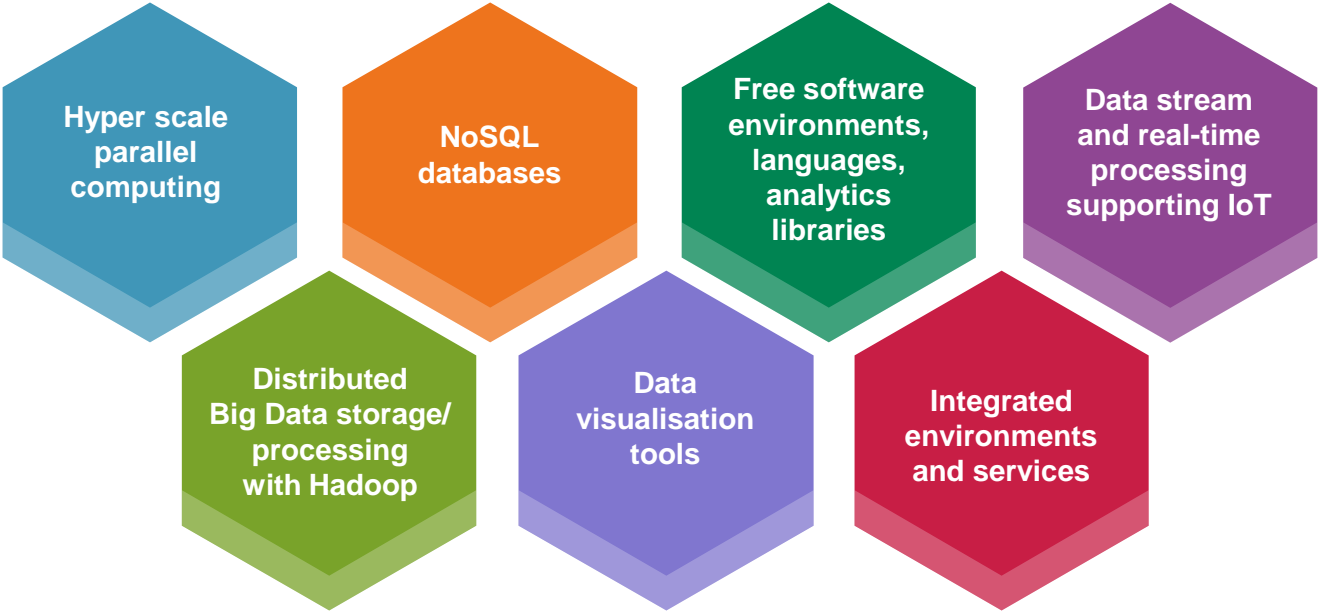 Hyper scale
parallel
computing
NoSQL
databases
Free software
environments,
languages,
analytics
libraries
Data stream
and real-time
processing
supporting IoT
Distributed
Big Data storage/
processing
with Hadoop
Data
visualisation
tools
Integrated
environments
and services